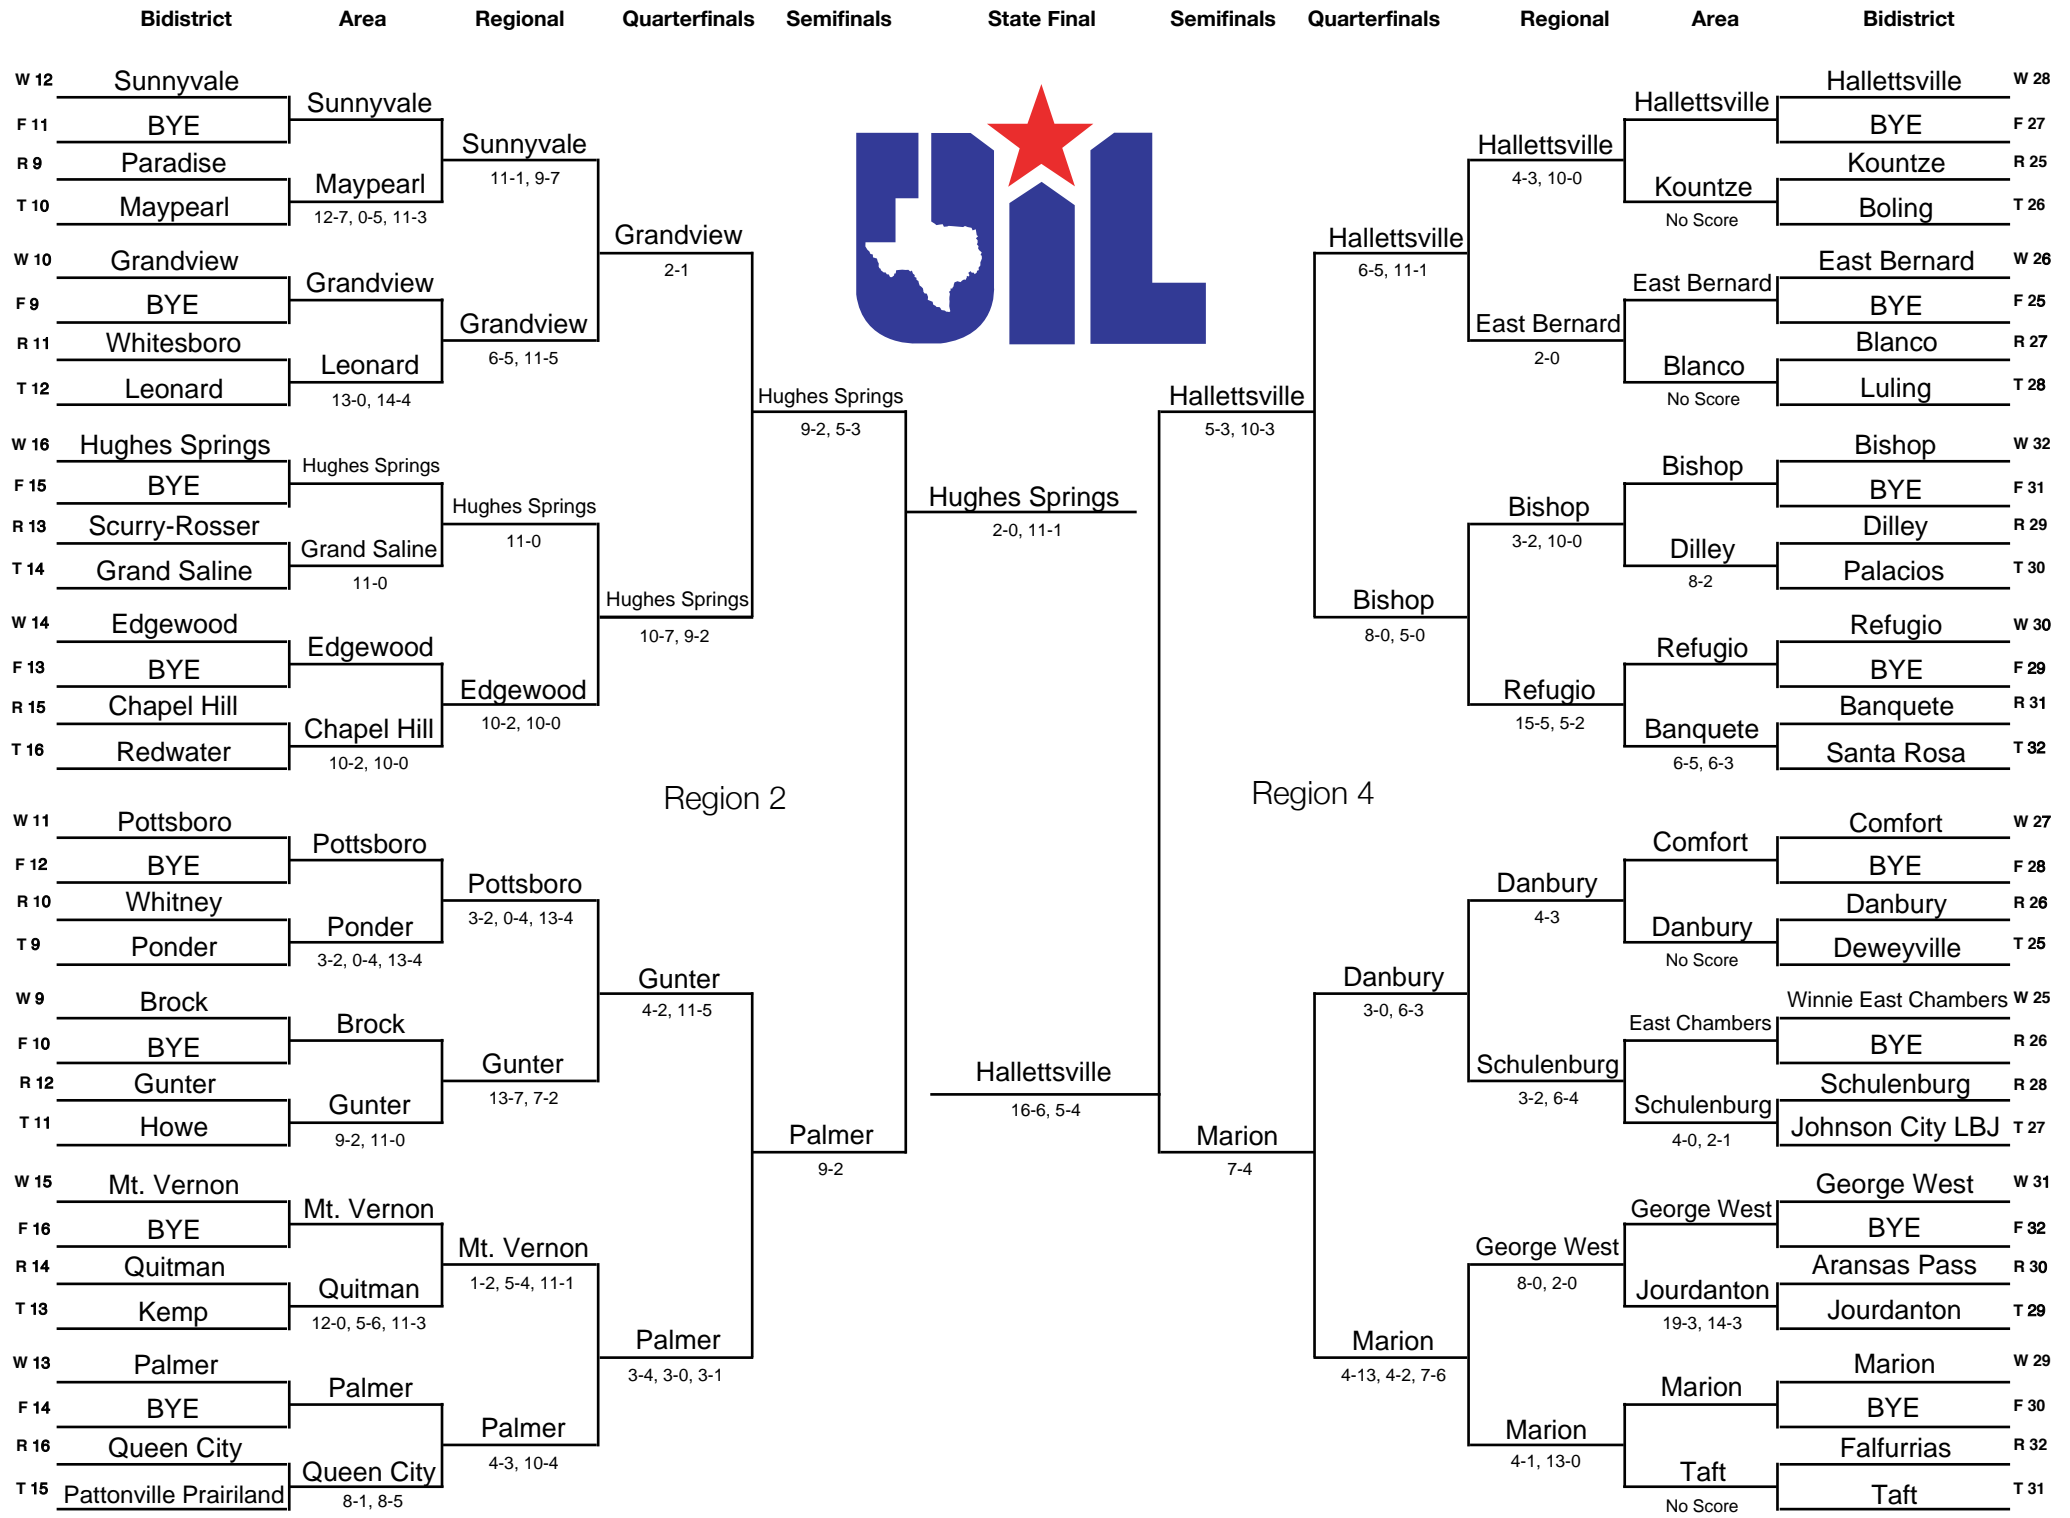 Bidistrict Area Regional Quarterfinals Semifinals State Final Semifinals Quarterfinals Regional Area Bidistrict
W 12 Sunnyvale
F 11 BYE
R 9 Paradise
T 10 Maypearl
W 10 Grandview
F 9 BYE
R 11 Whitesboro
T 12 Leonard
W 16 Hughes Springs
F 15 BYE
R 13 Scurry-Rosser
T 14 Grand Saline
W 14 Edgewood
F 13 BYE
R 15 Chapel Hill
T 16 Redwater
W 11 Pottsboro
F 12 BYE
R 10 Whitney
T 9 Ponder
W 9 Brock
F 10 BYE
R 12 Gunter
T 11 Howe
W 15 Mt. Vernon
F 16 BYE
R 14 Quitman
T 13 Kemp
W 13 Palmer
F 14 BYE
R 16 Queen City
T 15 Pattonville Prairiland
Sunnyvale
Maypearl
12-7, 0-5, 11-3
Grandview
Leonard
13-0, 14-4
Hughes Springs
Grand Saline
11-0
Edgewood
Chapel Hill
10-2, 10-0
Pottsboro
Ponder
3-2, 0-4, 13-4
Brock
Gunter
9-2, 11-0
Mt. Vernon
Quitman
12-0, 5-6, 11-3
Palmer
Queen City
8-1, 8-5
Sunnyvale
11-1, 9-7
Grandview
6-5, 11-5
Hughes Springs
11-0
Edgewood
10-2, 10-0
Pottsboro
3-2, 0-4, 13-4
Gunter
13-7, 7-2
Mt. Vernon
1-2, 5-4, 11-1
Palmer
4-3, 10-4
Grandview
2-1
Hughes Springs
10-7, 9-2
Region 2
Gunter
4-2, 11-5
Palmer
3-4, 3-0, 3-1
Hughes Springs
9-2, 5-3
Palmer
9-2
UIL
Hughes Springs
2-0, 11-1
Hallettsville
16-6, 5-4
Hallettsville
5-3, 10-3
Marion
7-4
Hallettsville
6-5, 11-1
Bishop
8-0, 5-0
Region 4
Danbury
3-0, 6-3
Marion
4-13, 4-2, 7-6
Hallettsville
4-3, 10-0
East Bernard
2-0
Bishop
3-2, 10-0
Refugio
15-5, 5-2
Danbury
4-3
Schulenburg
3-2, 6-4
George West
8-0, 2-0
Marion
4-1, 13-0
Hallettsville
Kountze
No Score
East Bernard
Blanco
No Score
Bishop
Dilley
8-2
Refugio
Banquete
6-5, 6-3
Comfort
Danbury
No Score
East Chambers
Schulenburg
4-0, 2-1
George West
Jourdanton
19-3, 14-3
Marion
Taft
No Score
Hallettsville W 28
BYE F 27
Kountze R 25
Boling T 26
East Bernard W 26
BYE F 25
Blanco R 27
Luling T 28
Bishop W 32
BYE F 31
Dilley R 29
Palacios T 30
Refugio W 30
BYE F 29
Banquete R 31
Santa Rosa T 32
Comfort W 27
BYE F 28
Danbury R 26
Deweyville T 25
Winnie East Chambers W 25
BYE R 26
Schulenburg R 28
Johnson City LBJ T 27
George West W 31
BYE F 32
Aransas Pass R 30
Jourdanton T 29
Marion W 29
BYE F 30
Falfurrias R 32
Taft T 31